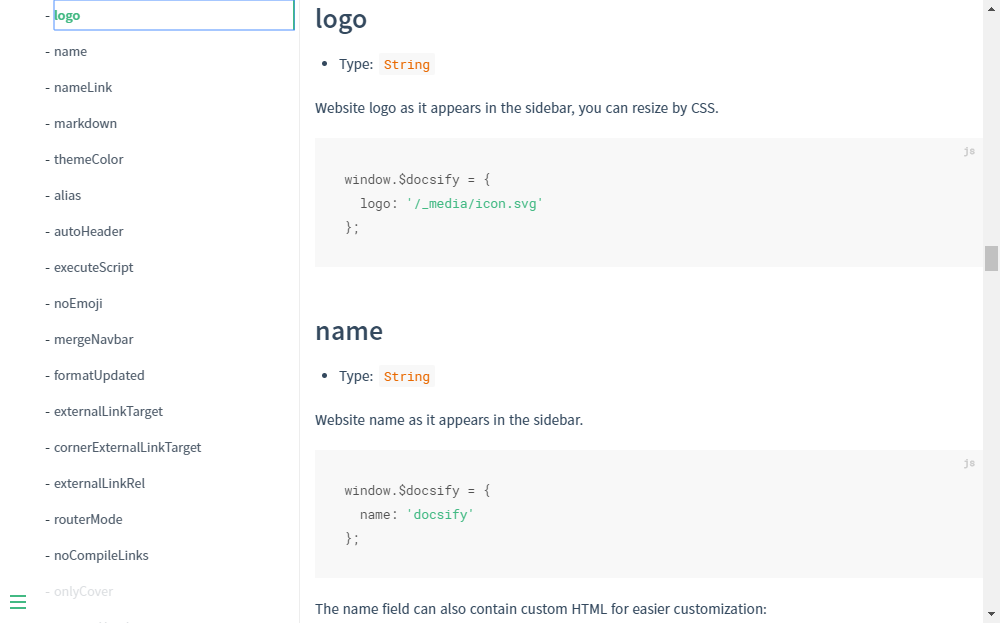 - logo
- name
- nameLink
- markdown
- themeColor
- alias
- autoHeader
- executeScript
- noEmoji
- mergeNavbar
- formatUpdated
- externalLinkTarget
- cornerExternalLinkTarget
- externalLinkRel
- routerMode
- noCompileLinks
- onlyCover
logo
• Type: String
Website logo as it appears in the sidebar, you can resize by CSS.
js
window.$docsify = {
  logo: '/_media/icon.svg'
};
name
• Type: String
Website name as it appears in the sidebar.
js
window.$docsify = {
  name: 'docsify'
};
The name field can also contain custom HTML for easier customization: